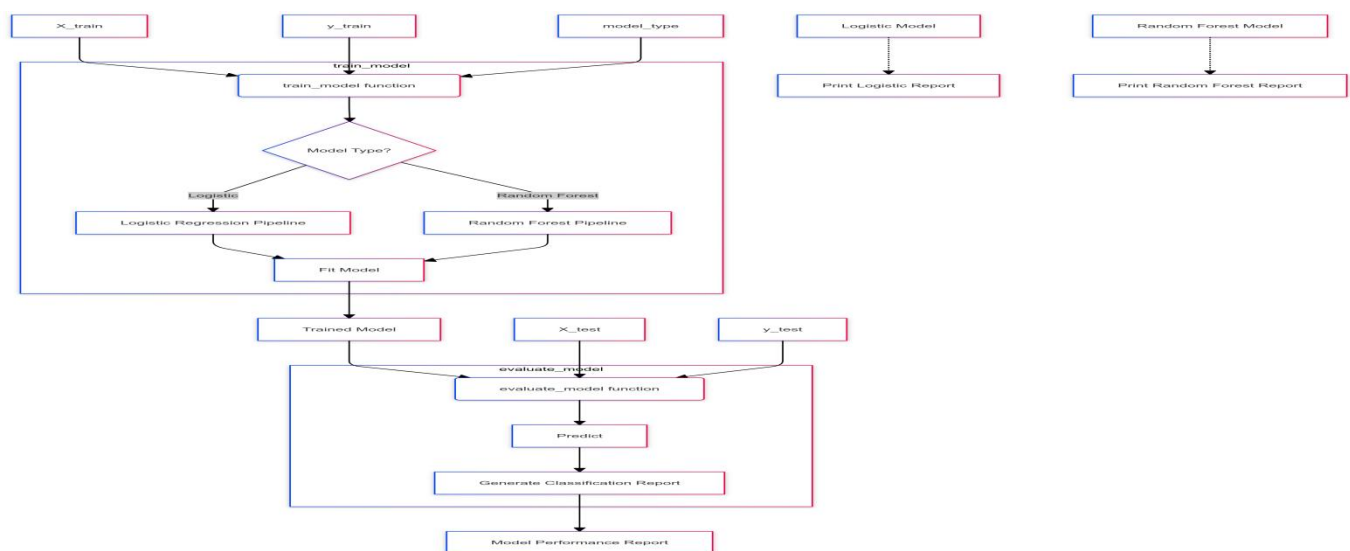 X_train
y_train
model_type
Logistic Model
Random Forest Model
train_model
train_model function
Print Logistic Report
Print Random Forest Report
Model Type?
Logistic
Random Forest
Logistic Regression Pipeline
Random Forest Pipeline
Fit Model
Trained Model
X_test
y_test
evaluate_model
evaluate_model function
Predict
Generate Classification Report
Model Performance Report